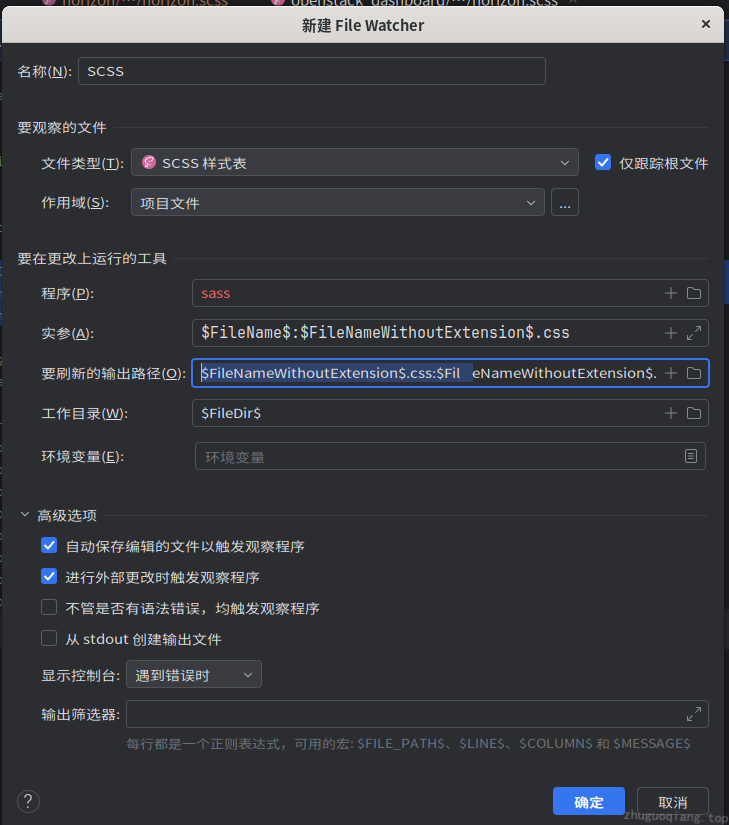 horizon/···/horizon.scss openstack_dashboard/···/horizon.scss
新建 File Watcher
名称(N): SCSS
要观察的文件
文件类型(T): SCSS 样式表 仅跟踪根文件
作用域(S): 项目文件 ...
要在更改上运行的工具
程序(P): sass
实参(A): $FileName$:$FileNameWithoutExtension$.css
要刷新的输出路径(O): $FileNameWithoutExtension$.css:$FileNameWithoutExtension$.
工作目录(W): $FileDir$
环境变量(E): 环境变量
高级选项
自动保存编辑的文件以触发观察程序
进行外部更改时触发观察程序
不管是否有语法错误，均触发观察程序
从 stdout 创建输出文件
显示控制台: 遇到错误时
输出筛选器:
每行都是一个正则表达式，可用的宏: $FILE_PATH$、$LINE$、$COLUMN$ 和 $MESSAGE$
? 确定 取消
zhuguoqiang.top